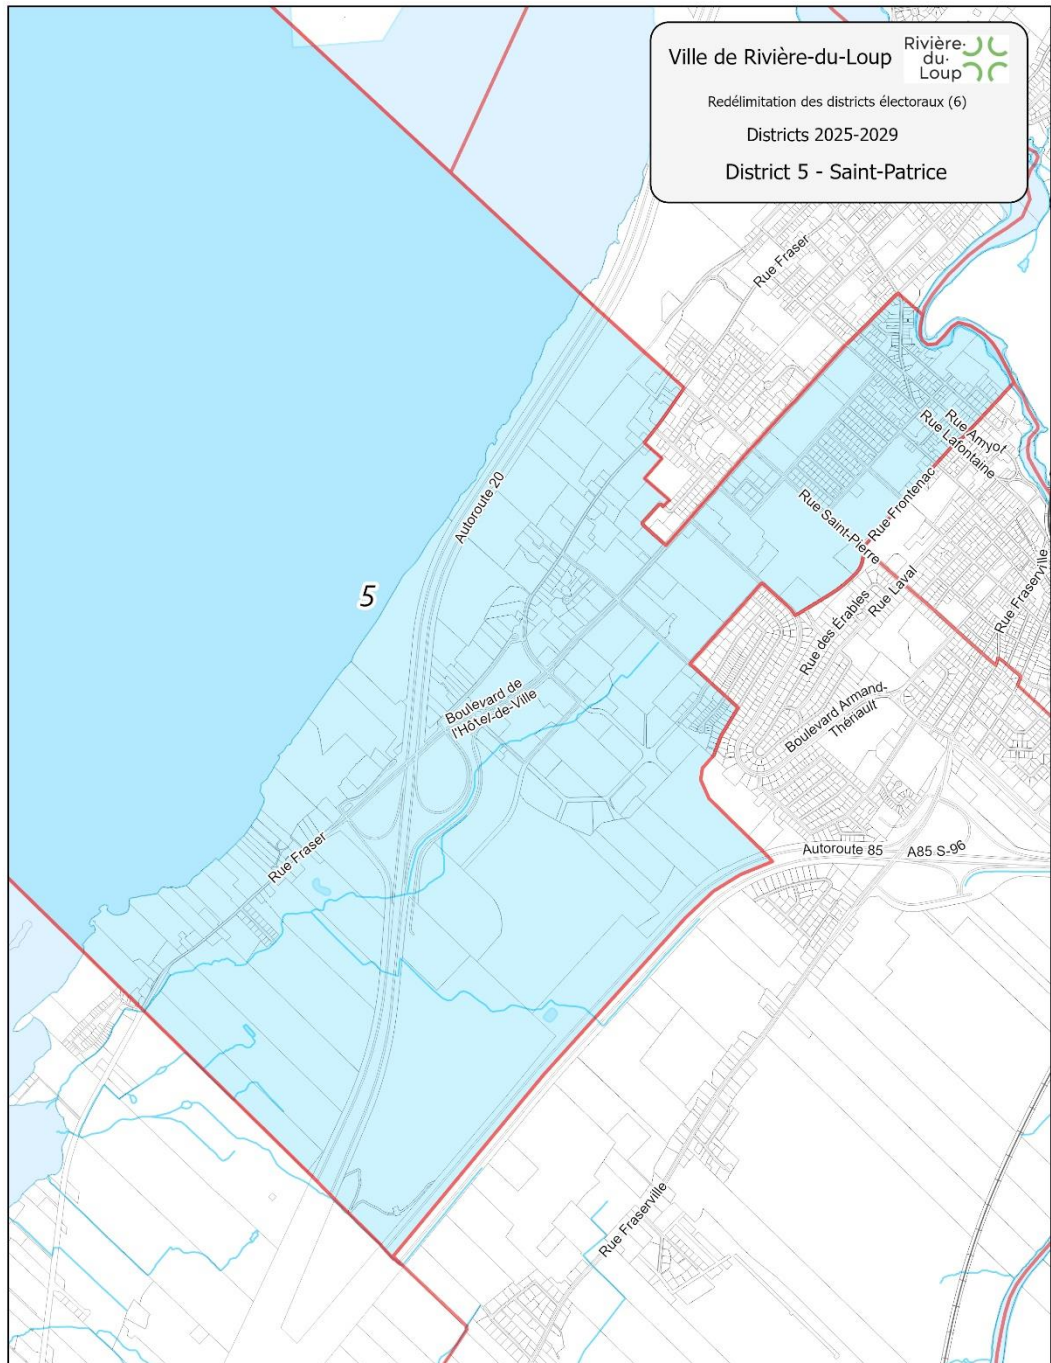 Ville de Rivière-du-Loup
Rivière·
du·
Loup
Redélimitation des districts électoraux (6)
Districts 2025-2029
District 5 - Saint-Patrice
Rue Fraser
Rue Amyot
Rue Lafontaine
Autoroute 20
Rue Saint-Pierre
Rue Frontenac
Rue Fraserville
5
Rue des Érables
Rue Laval
Boulevard de
l'Hôtel-de-Ville
Boulevard Armand-
Thériault
Rue Fraser
Autoroute 85
A85 S-96
Rue Fraserville